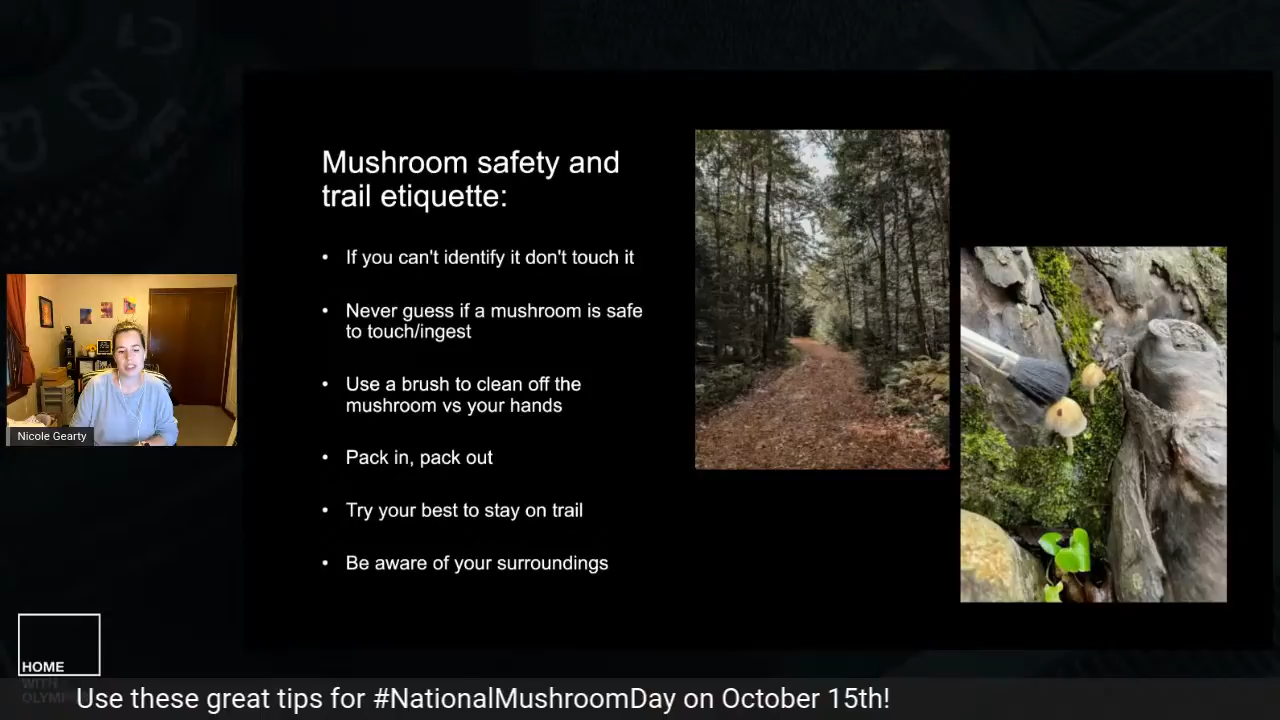 Mushroom safety and
trail etiquette:
• If you can't identify it don't touch it
• Never guess if a mushroom is safe
to touch/ingest
• Use a brush to clean off the
mushroom vs your hands
• Pack in, pack out
• Try your best to stay on trail
• Be aware of your surroundings
Nicole Gearty
HOME
WITH
OLYM
Use these great tips for #NationalMushroomDay on October 15th!